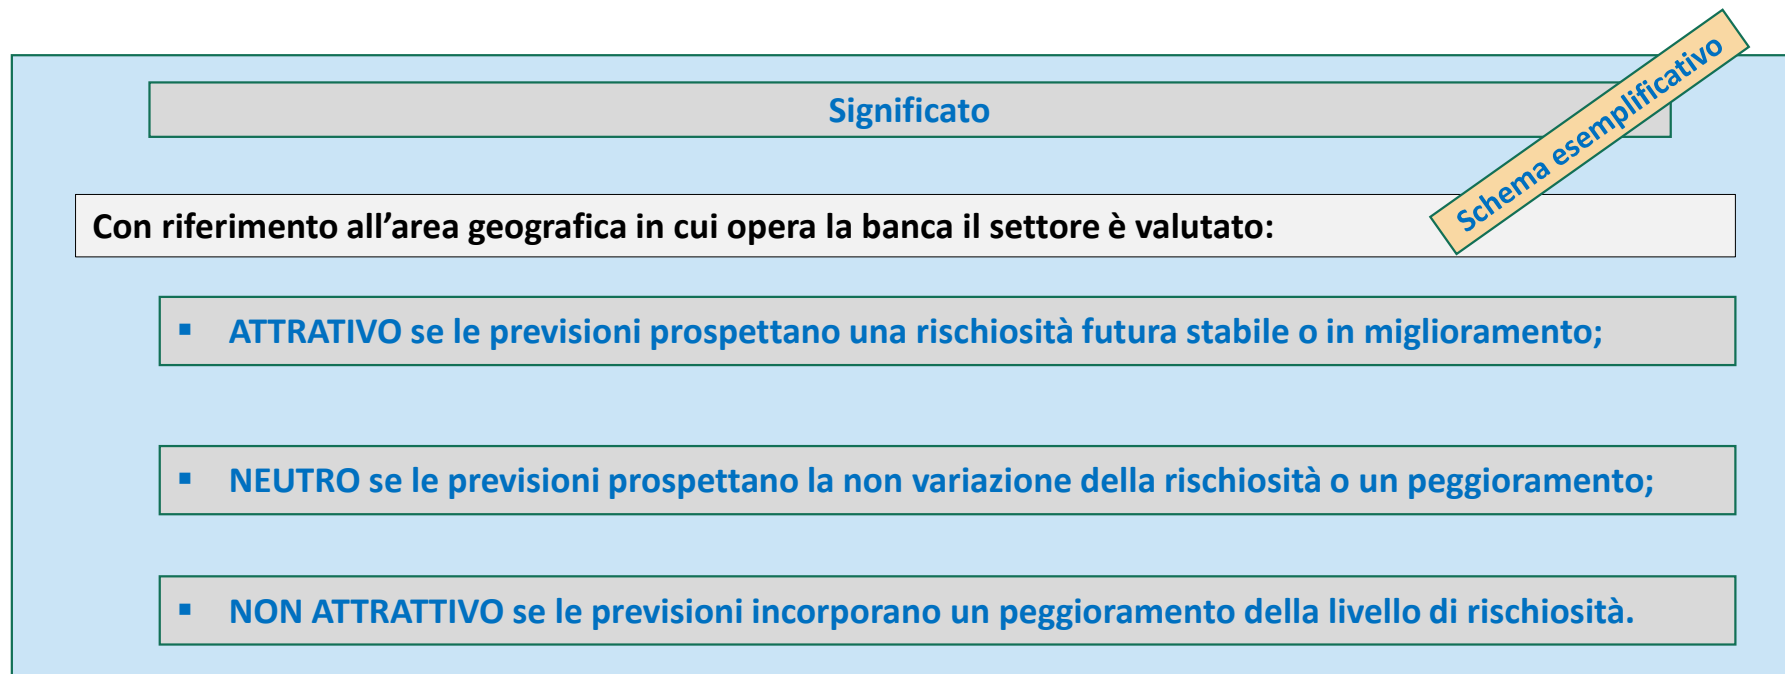 Schema esemplificativo
Significato
Con riferimento all’area geografica in cui opera la banca il settore è valutato:
▪ ATTRATIVO se le previsioni prospettano una rischiosità futura stabile o in miglioramento;
▪ NEUTRO se le previsioni prospettano la non variazione della rischiosità o un peggioramento;
▪ NON ATTRATTIVO se le previsioni incorporano un peggioramento della livello di rischiosità.